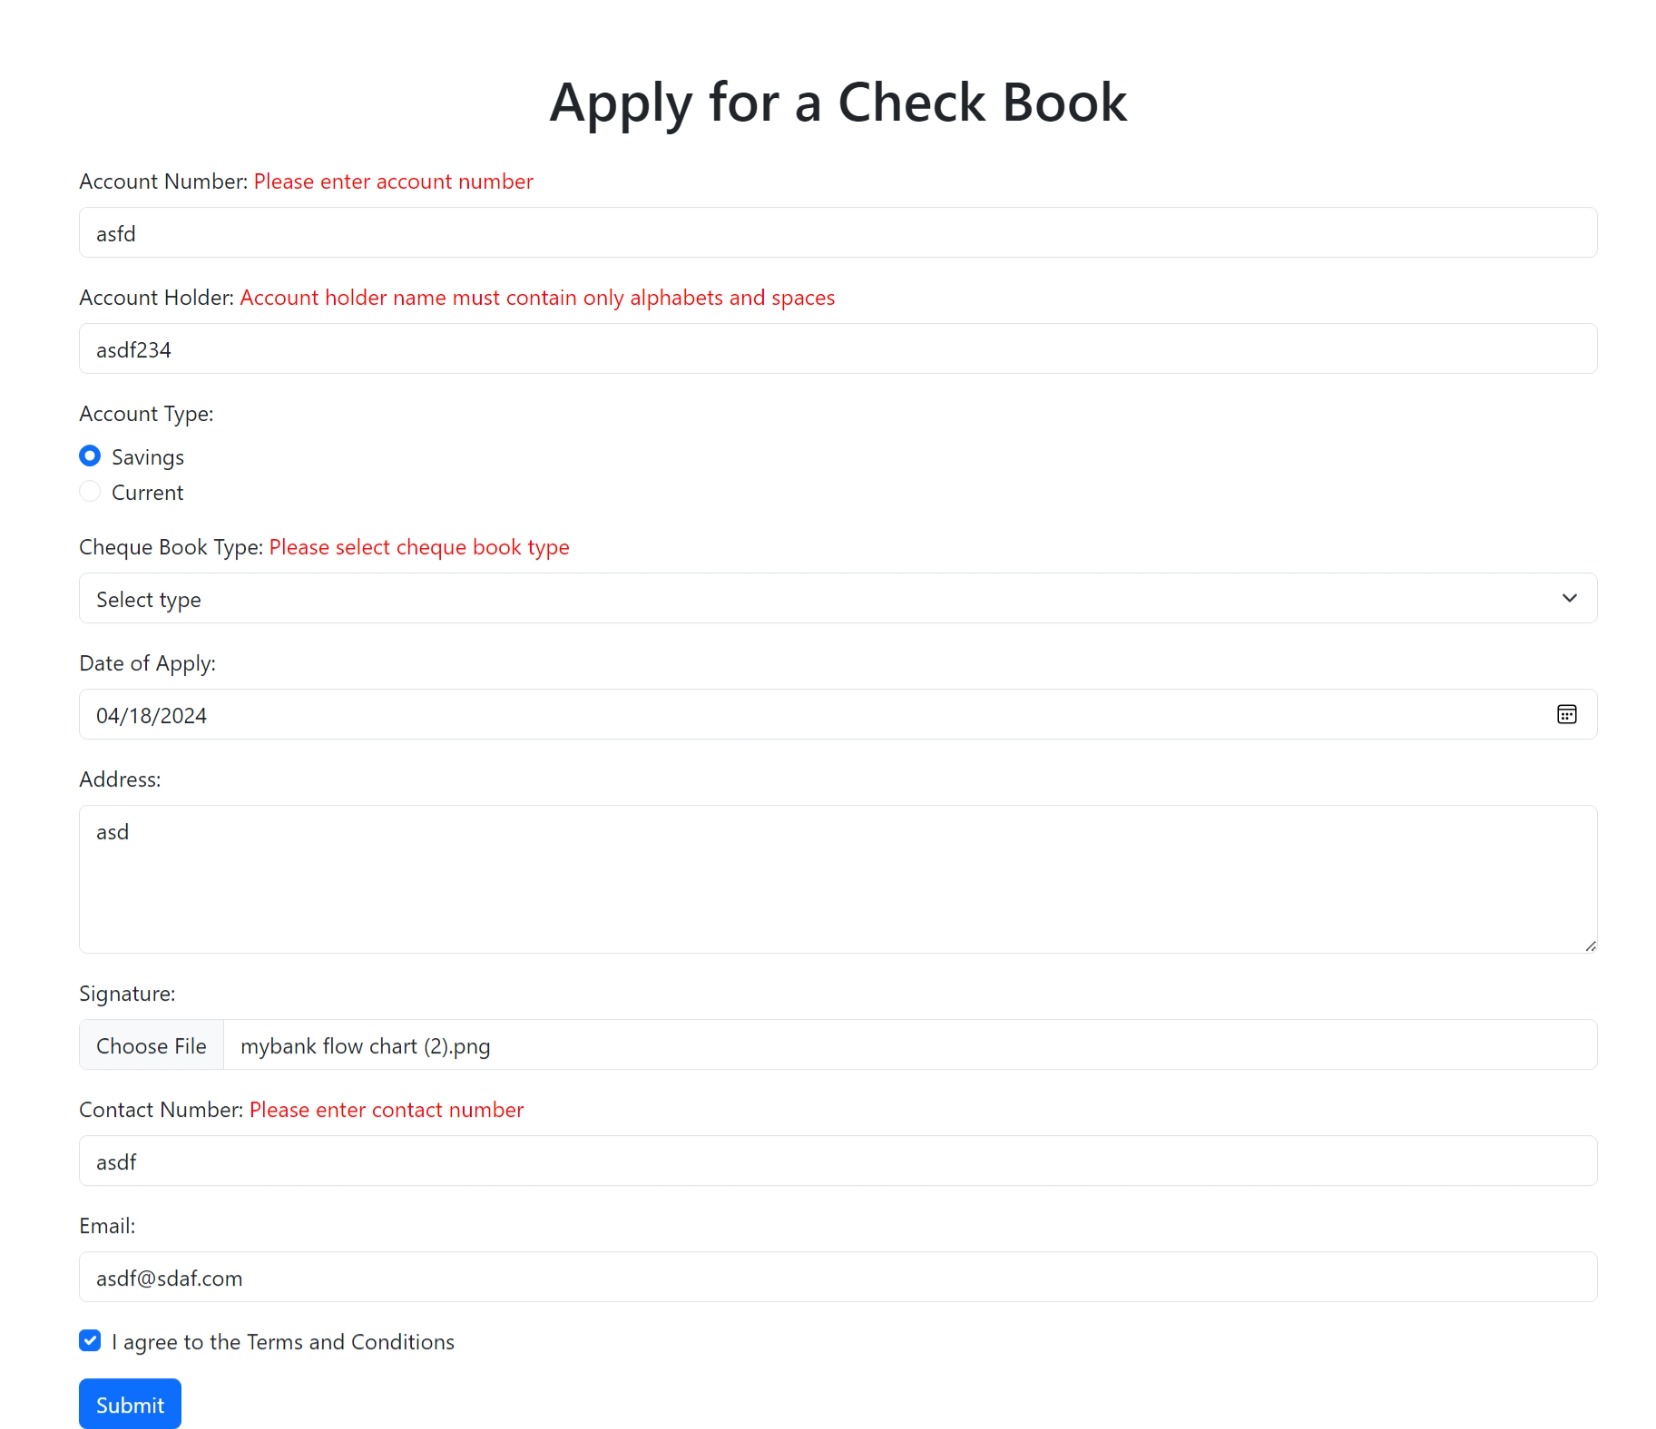 Apply for a Check Book
Account Number: Please enter account number
asfd
Account Holder: Account holder name must contain only alphabets and spaces
asdf234
Account Type:
Savings
Current
Cheque Book Type: Please select cheque book type
Select type
Date of Apply:
04/18/2024
Address:
asd
Signature:
Choose File mybank flow chart (2).png
Contact Number: Please enter contact number
asdf
Email:
asdf@sdaf.com
I agree to the Terms and Conditions
Submit